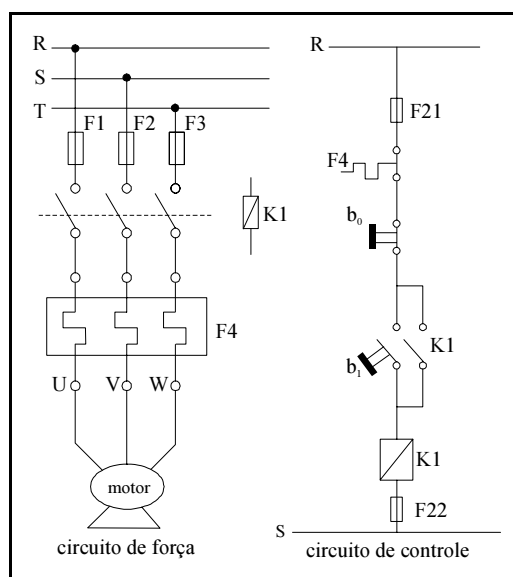 R
S
T
F1 F2 F3
K1
F4
U V W
motor
circuito de força
R
F21
F4
b₀
K1
b₁
K1
F22
S
circuito de controle